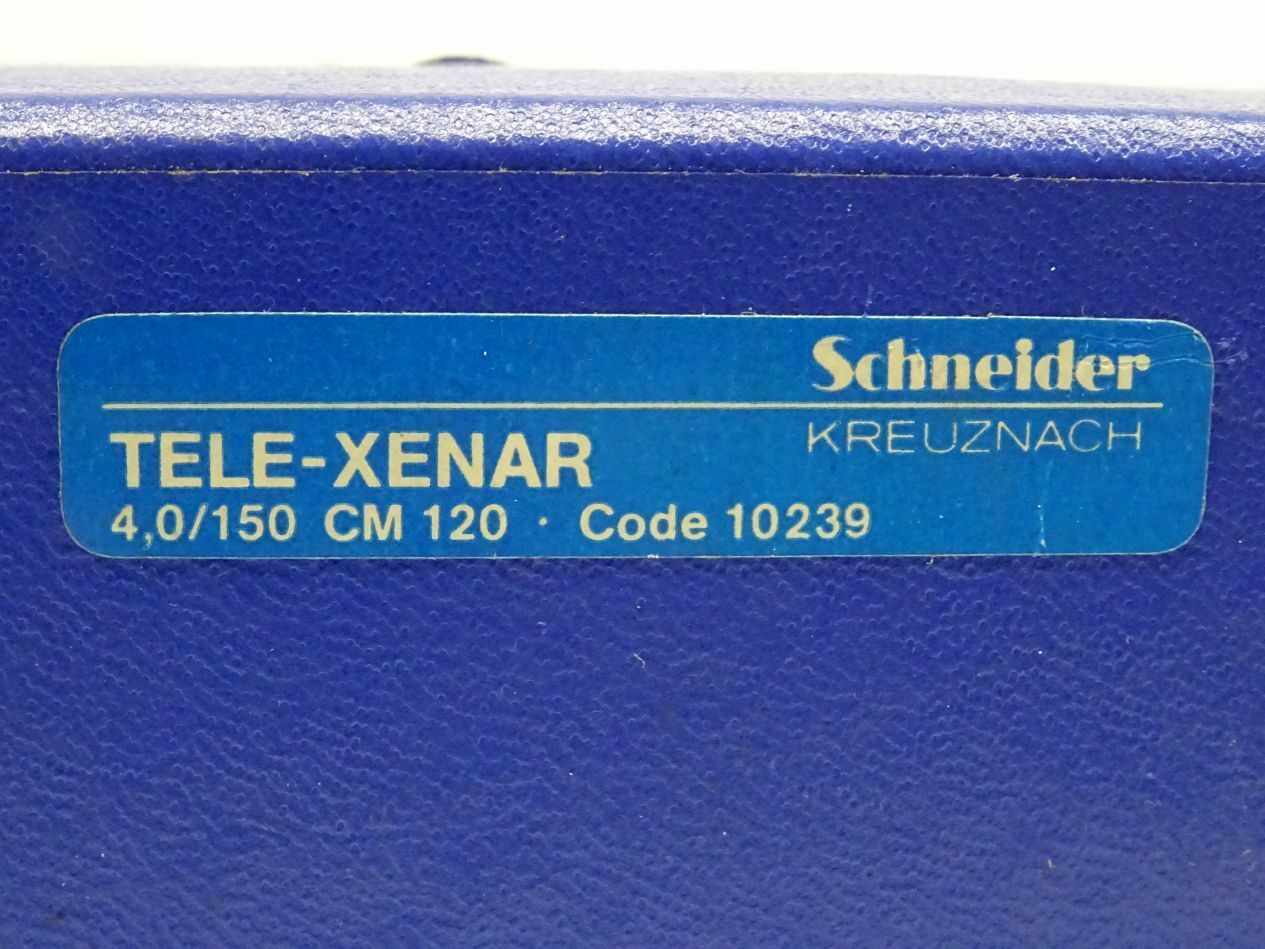 Schneider
KREUZNACH
TELE-XENAR
4,0/150 CM 120 · Code 10239